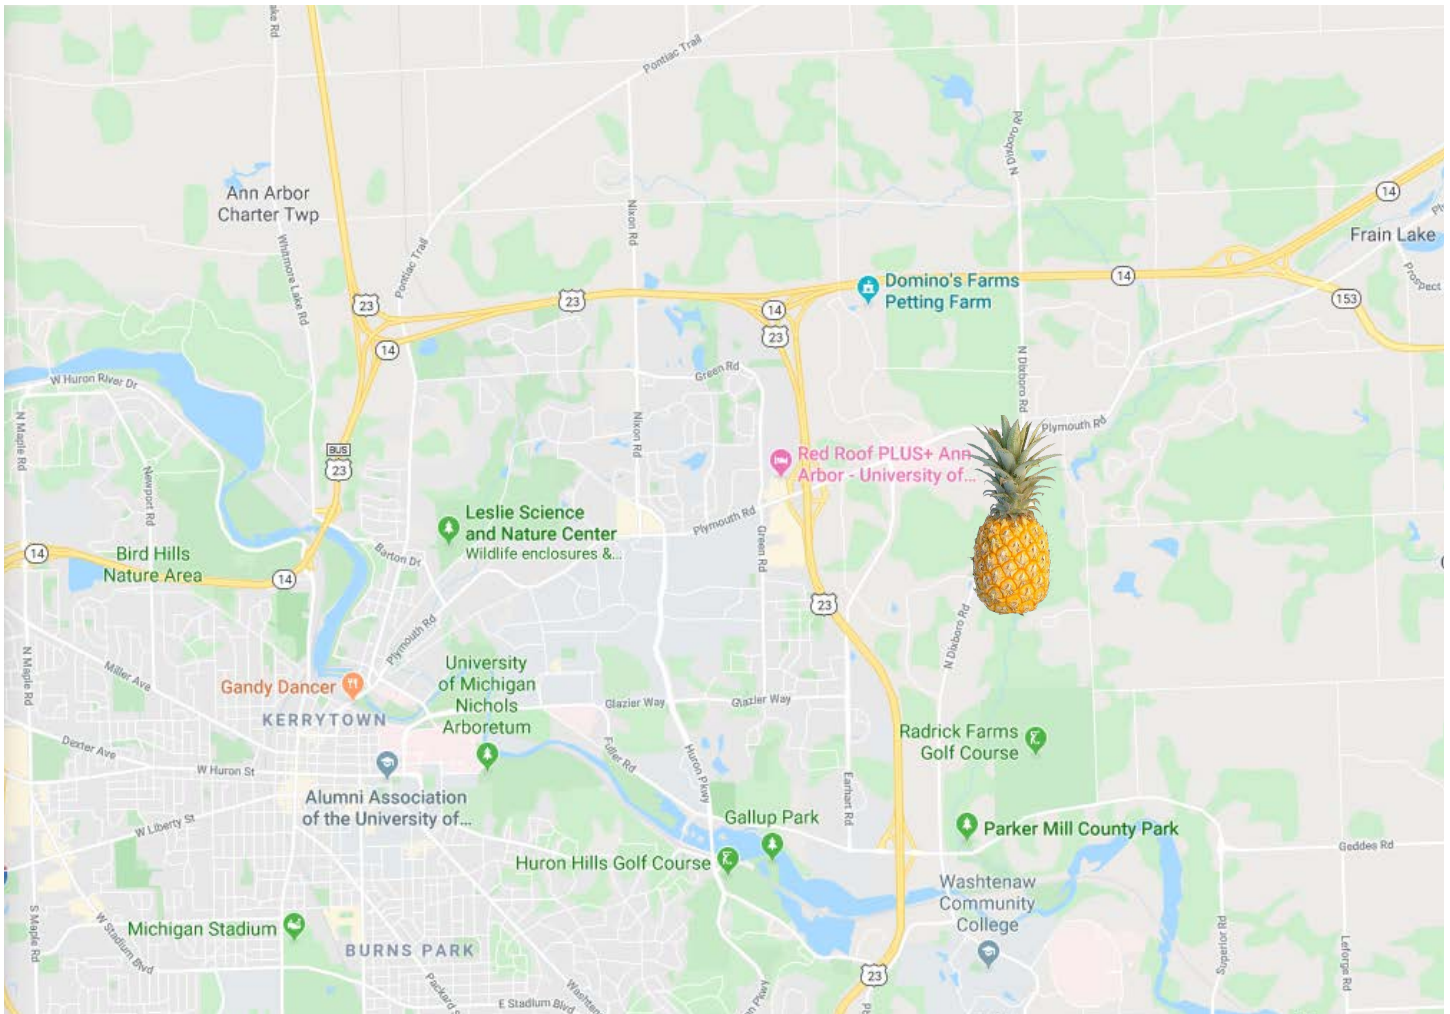 Pontiac Trail
N Dixboro Rd
14
Ann Arbor
Charter Twp
Nixon Rd
Frain Lake
Whitmore Lake Rd
Pontiac Trail
Domino's Farms
Petting Farm
14
Prospect
23
23
14
153
23
14
W Huron River Dr
Green Rd
N Dixboro Rd
N Maple Rd
Nixon Rd
Plymouth Rd
BUS
23
Red Roof PLUS+ Ann
Arbor - University of...
Newport Rd
Leslie Science
and Nature Center
Wildlife enclosures &...
Plymouth Rd
Green Rd
14
Bird Hills
Nature Area
Barton Dr
14
23
Plymouth Rd
N Dixboro Rd
N Maple Rd
Miller Ave
University
of Michigan
Nichols
Arboretum
Gandy Dancer
KERRYTOWN
Glazier Way
Glazier Way
Radrick Farms
Golf Course
Dexter Ave
Fuller Rd
W Huron St
Huron Pkwy
Earhart Rd
Alumni Association
of the University of...
W Liberty St
Gallup Park
Parker Mill County Park
Geddes Rd
Huron Hills Golf Course
Washtenaw
Community
College
S Maple Rd
Michigan Stadium
W Stadium Blvd
BURNS PARK
Superior Rd
Leforge Rd
23
Packard
E Stadium Blvd
Washten
n Pkwy